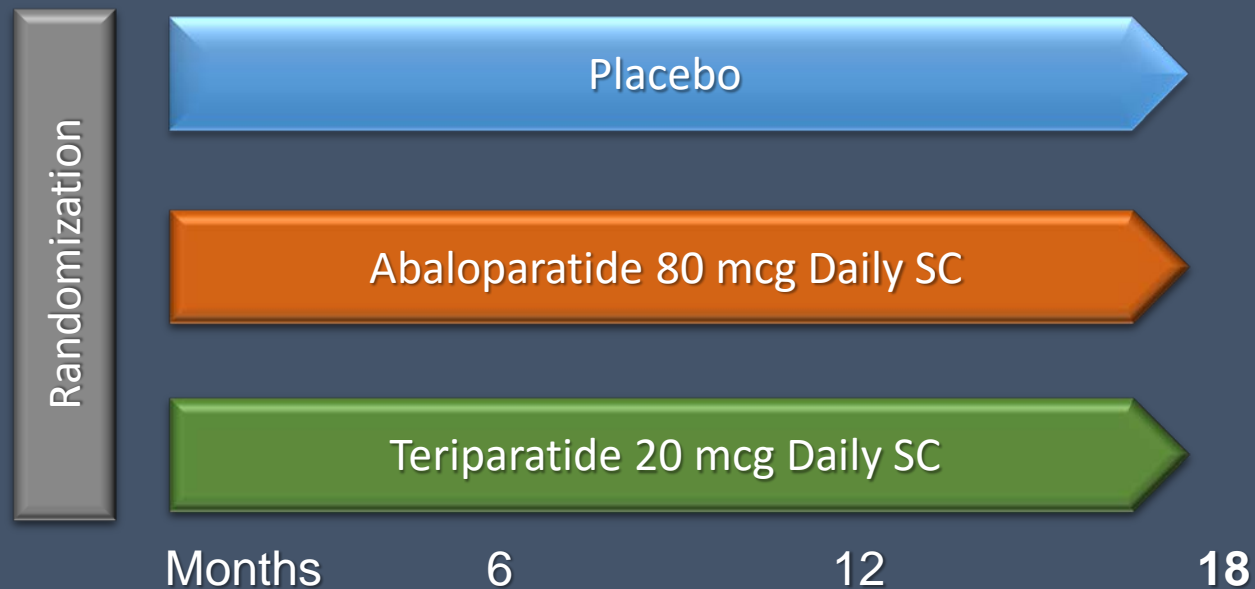 Randomization
Placebo
Abaloparatide 80 mcg Daily SC
Teriparatide 20 mcg Daily SC
Months 6 12 18